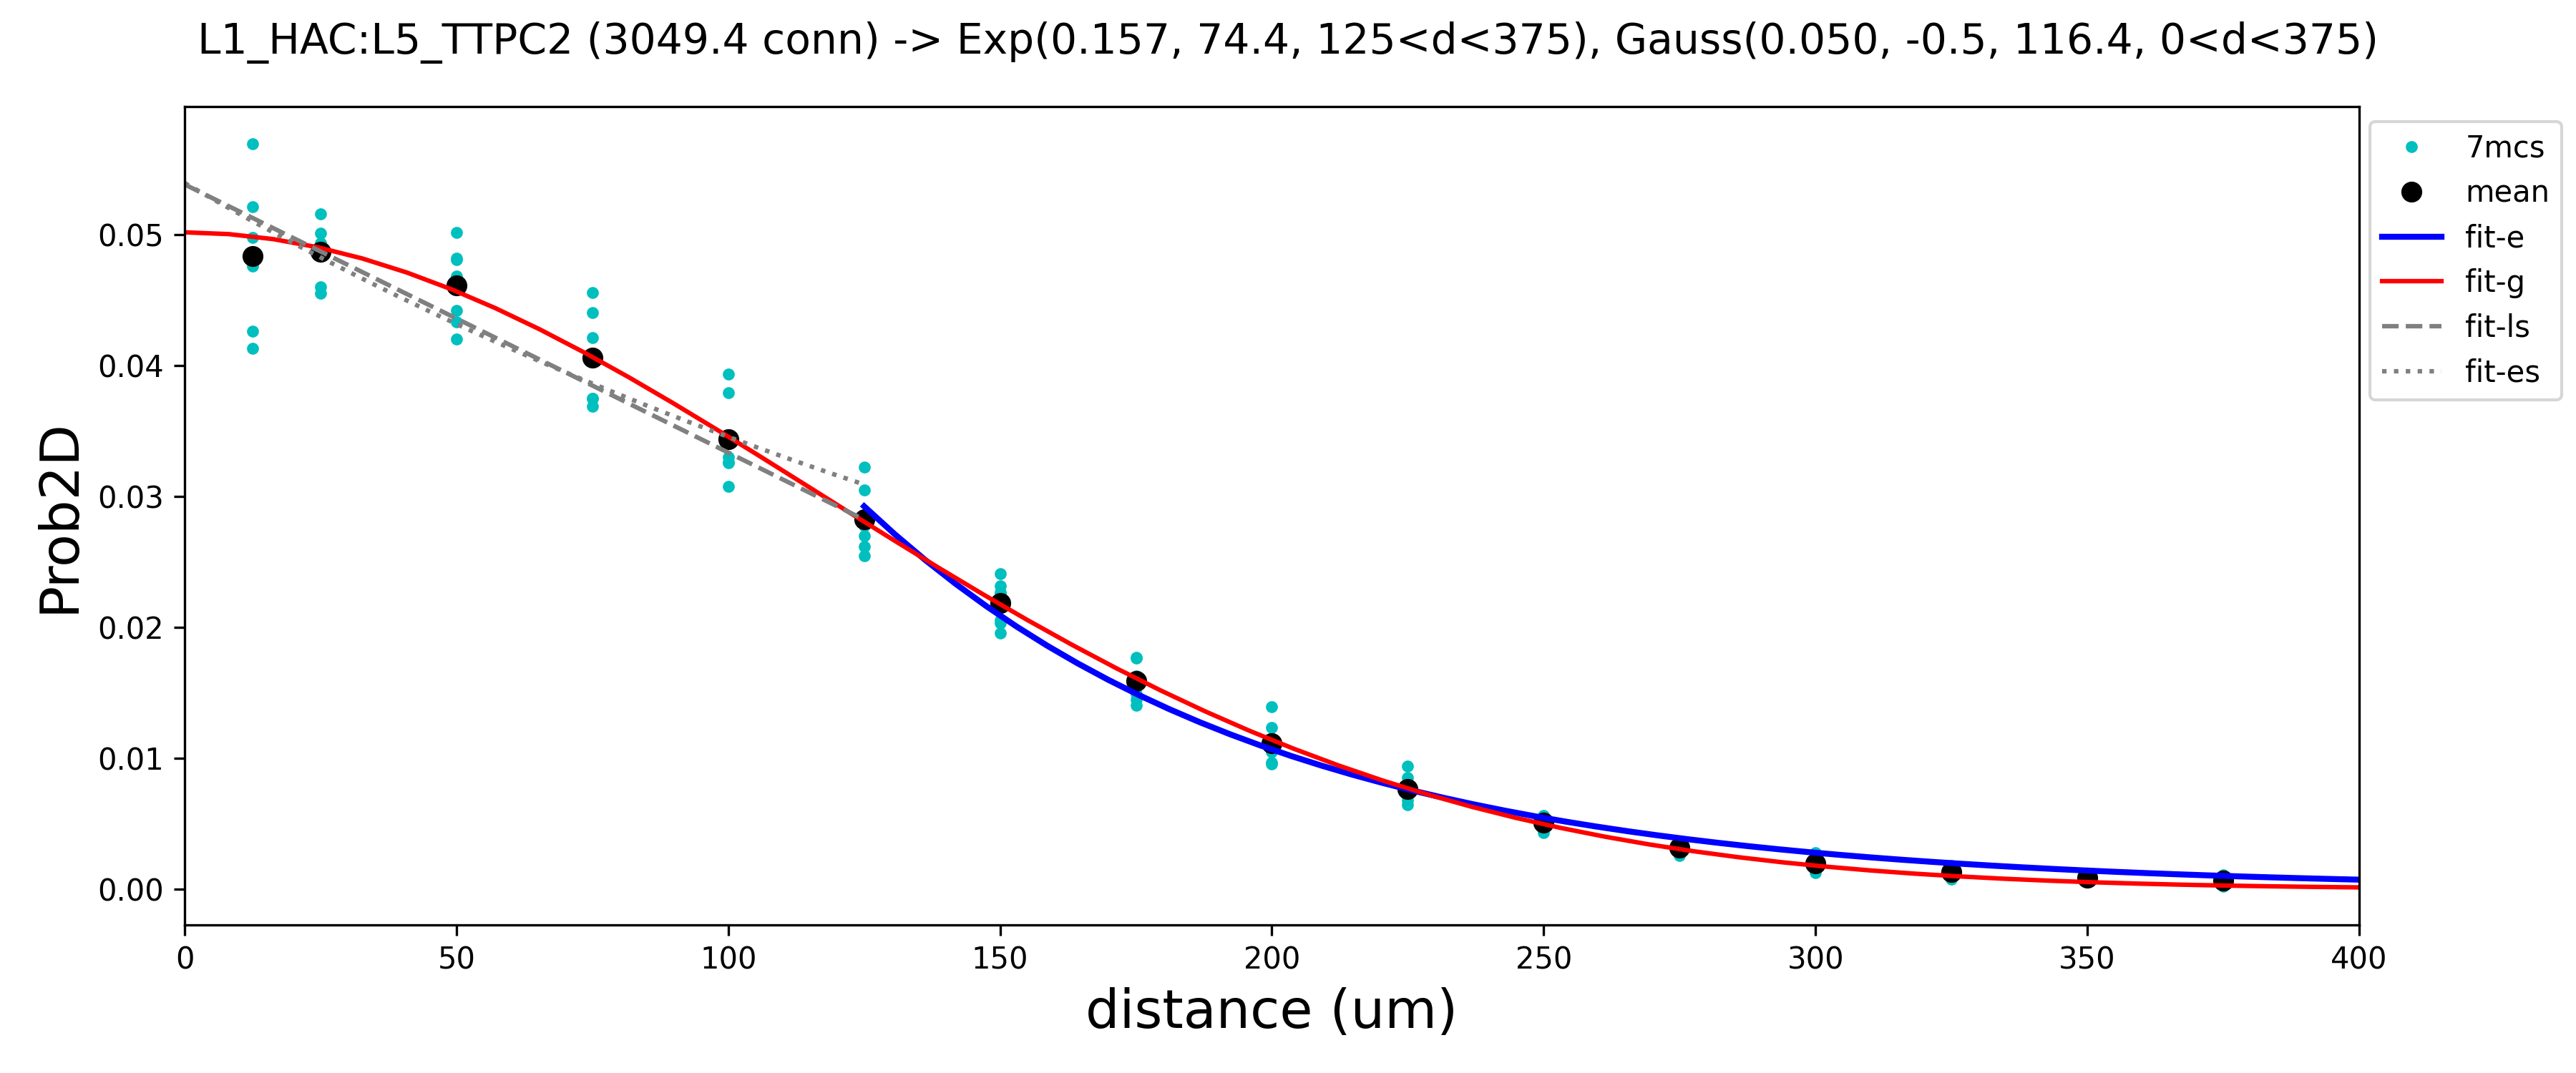 L1_HAC:L5_TTPC2 (3049.4 conn) -> Exp(0.157, 74.4, 125<d<375), Gauss(0.050, -0.5, 116.4, 0<d<375)
7mcs
mean
fit-e
fit-g
fit-ls
fit-es
Prob2D
0.05
0.04
0.03
0.02
0.01
0.00
0 50 100 150 200 250 300 350 400
distance (um)